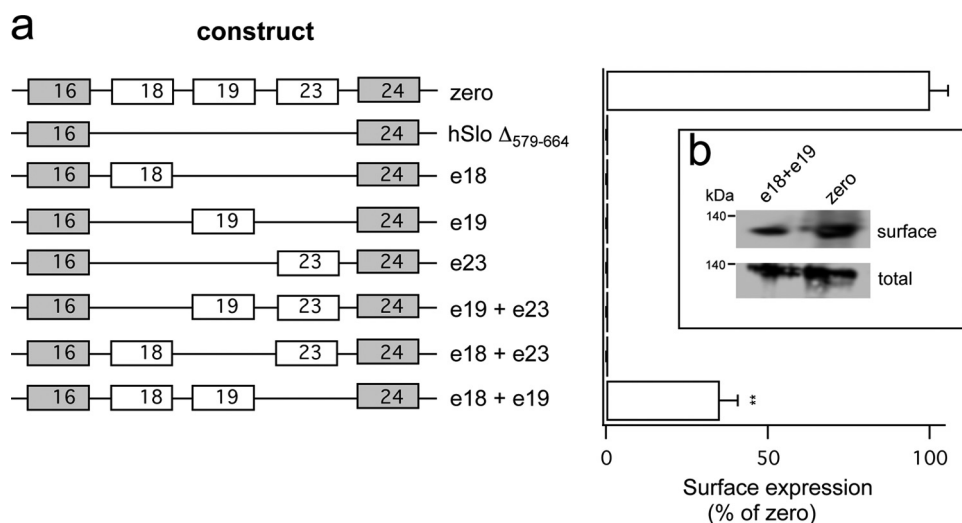 a
construct
16 18 19 23 24 zero
16 24 hSlo Δ579-664
16 18 24 e18
16 19 24 e19
16 23 24 e23
16 19 23 24 e19 + e23
16 18 23 24 e18 + e23
16 18 19 24 e18 + e19
b
e18+e19 zero
kDa
140 surface
140 total
**
0 50 100
Surface expression
(% of zero)